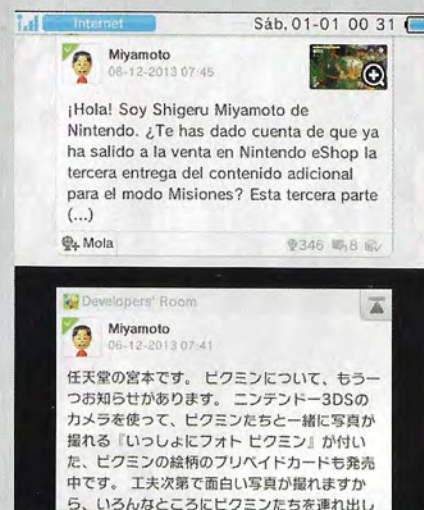 Internet
Sáb, 01-01 00 31
Miyamoto
06-12-2013 07:45
¡Hola! Soy Shigeru Miyamoto de
Nintendo. ¿Te has dado cuenta de que ya
ha salido a la venta en Nintendo eShop la
tercera entrega del contenido adicional
para el modo Misiones? Esta tercera parte
(...)
Mola
346 8
Developers' Room
Miyamoto
06-12-2013 07:41
任天堂の宮本です。 ピクミンについて、もう一
つお知らせがあります。 ニンテンドー3DSの
カメラを使って、ピクミンたちと一緒に写真が
撮れる『いっしょにフォト ピクミン』が付い
た、ピクミンの絵柄のプリペイドカードも発売
中です。 工夫次第で面白い写真が撮れますか
ら、いろんなところにピクミンたちを連れ出し